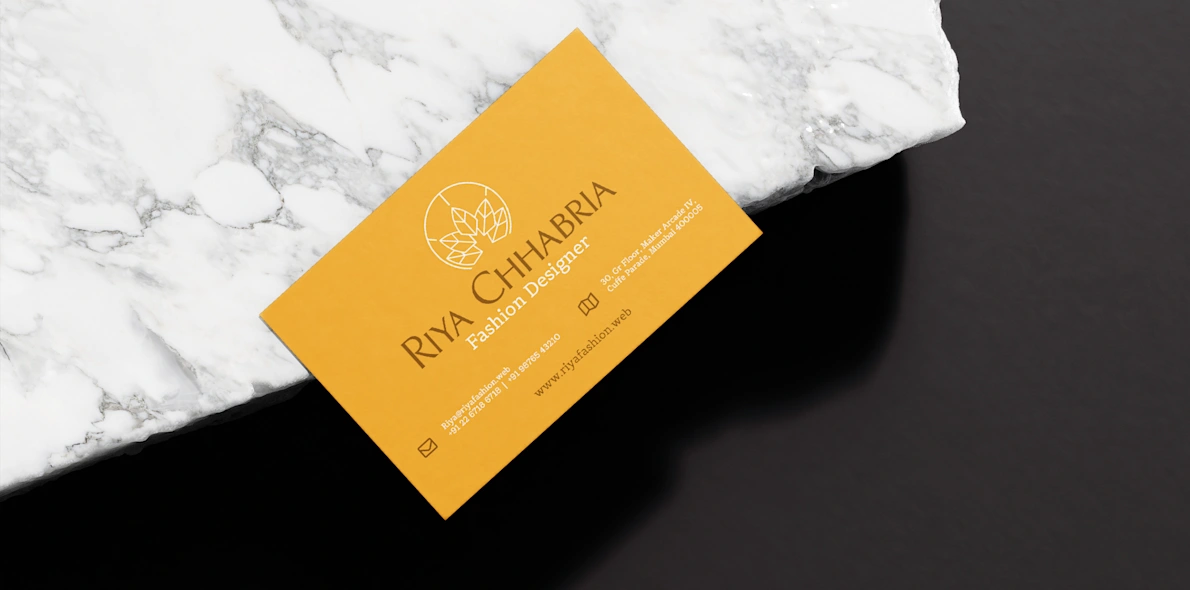 RIYA CHHABRIA
Fashion Designer
Riya@riyafashion.web
+91 22 6718 6718 | +91 98765 43210
30, Gr Floor, Maker Arcade IV,
Cuffe Parade, Mumbai 400005
www.riyafashion.web